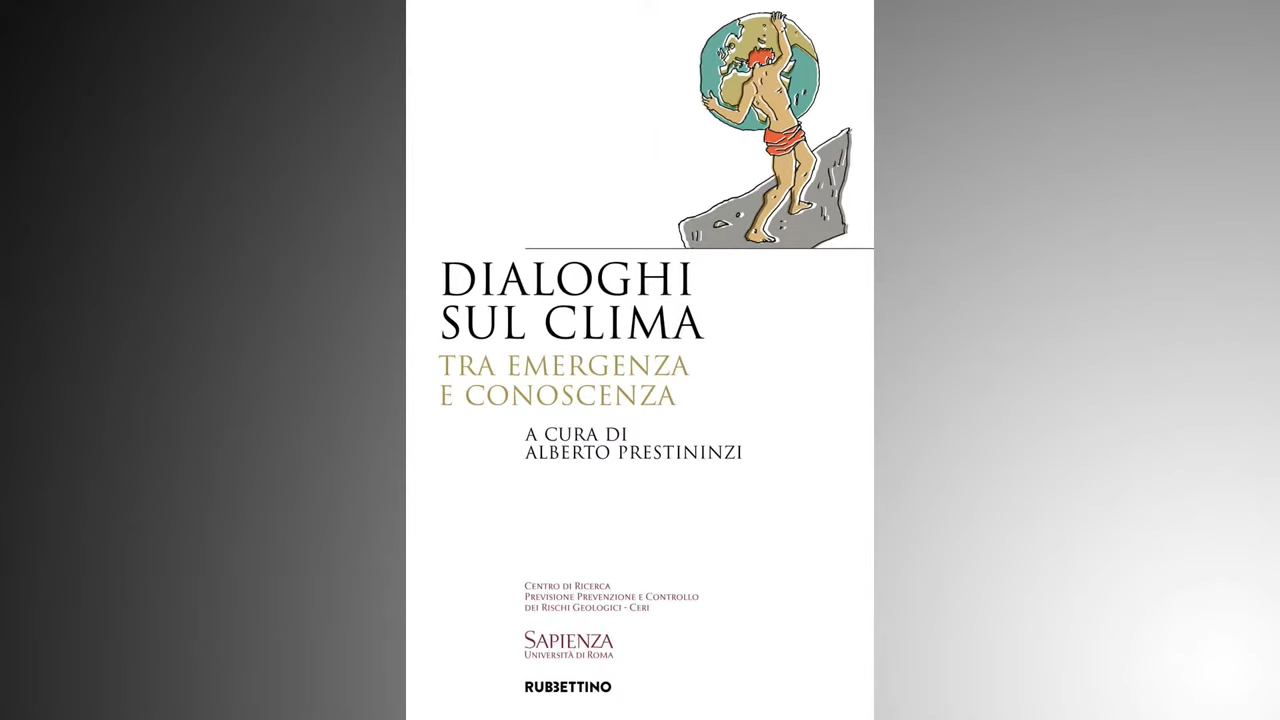 DIALOGHI
SUL CLIMA
TRA EMERGENZA
E CONOSCENZA
A CURA DI
ALBERTO PRESTININZI
Centro di Ricerca
Previsione Prevenzione e Controllo
dei Rischi Geologici - Ceri
Sapienza
Università di Roma
RUBBETTINO